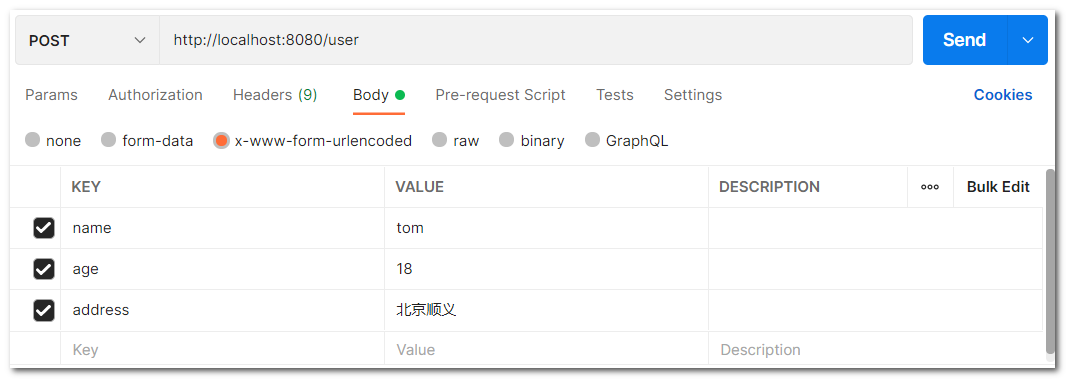 POST http://localhost:8080/user Send
Params Authorization Headers (9) Body Pre-request Script Tests Settings Cookies
none form-data x-www-form-urlencoded raw binary GraphQL
KEY VALUE DESCRIPTION Bulk Edit
name tom
age 18
address 北京顺义
Key Value Description